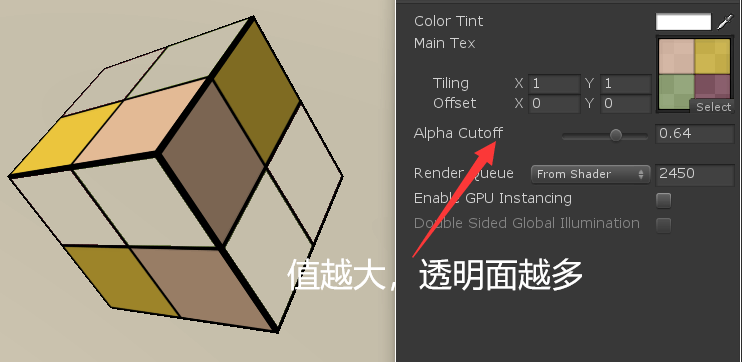 Color Tint
Main Tex
Tiling X 1 Y 1
Offset X 0 Y 0
Select
Alpha Cutoff 0.64
Render Queue From Shader 2450
Enable GPU Instancing
Double Sided Global Illumination
值越大，透明面越多